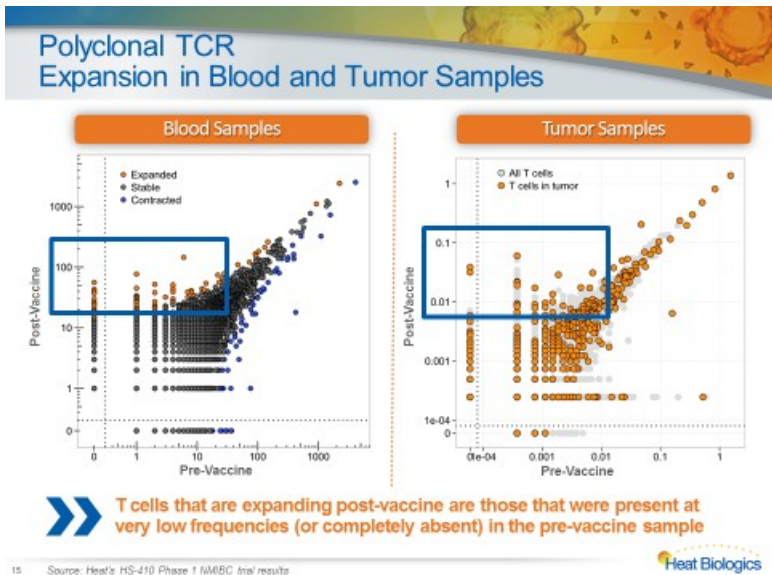 Polyclonal TCR
Expansion in Blood and Tumor Samples
Blood Samples
Expanded
Stable
Contracted
1000
100
10
1
0
Post-Vaccine
0 1 10 100 1000
Pre-Vaccine
Tumor Samples
All T cells
T cells in tumor
1
0.1
0.01
0.001
1e-04
0
Post-Vaccine
0 1e-04 0.001 0.01 0.1 1
Pre-Vaccine
T cells that are expanding post-vaccine are those that were present at
very low frequencies (or completely absent) in the pre-vaccine sample
15 Source: Heat's HS-410 Phase 1 NMIBC trial results
Heat Biologics